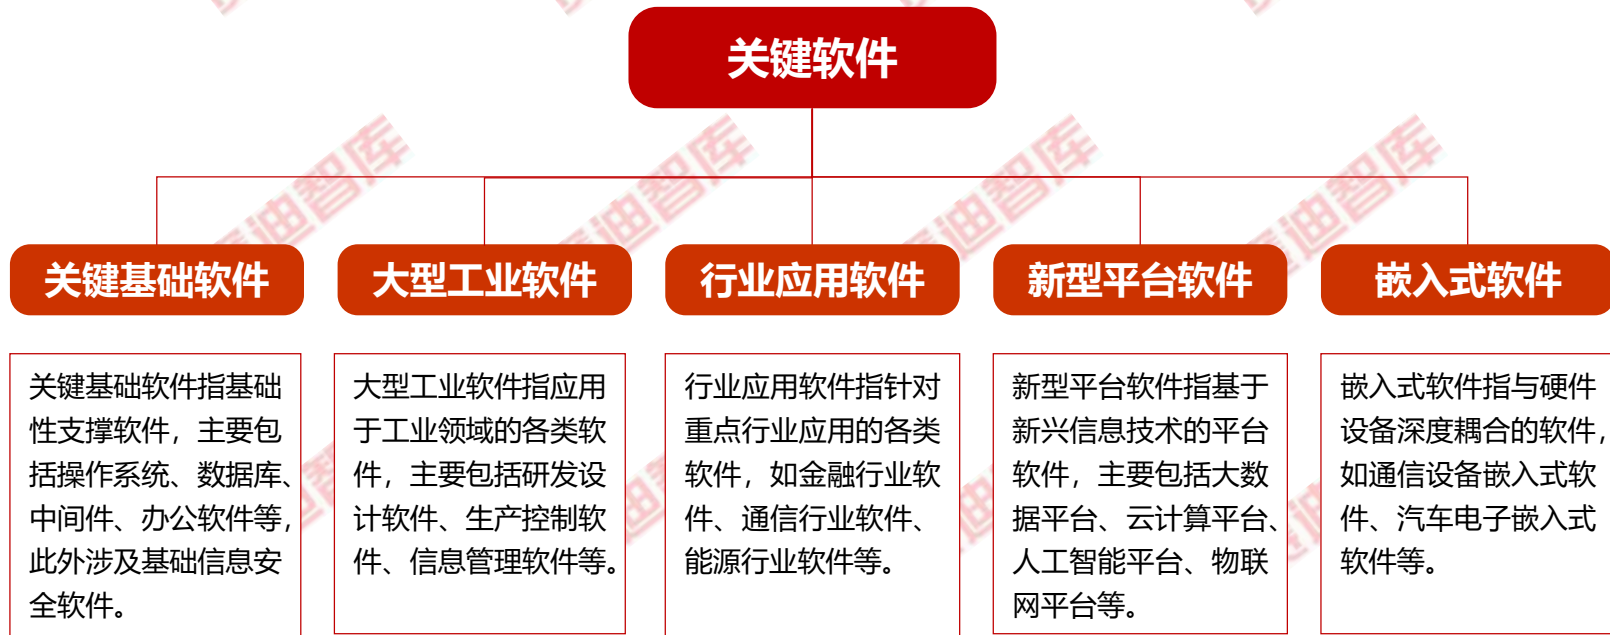 关键软件
关键基础软件
大型工业软件
行业应用软件
新型平台软件
嵌入式软件
关键基础软件指基础
性支撑软件，主要包
括操作系统、数据库、
中间件、办公软件等，
此外涉及基础信息安
全软件。
大型工业软件指应用
于工业领域的各类软
件，主要包括研发设
计软件、生产控制软
件、信息管理软件等。
行业应用软件指针对
重点行业应用的各类
软件，如金融行业软
件、通信行业软件、
能源行业软件等。
新型平台软件指基于
新兴信息技术的平台
软件，主要包括大数
据平台、云计算平台、
人工智能平台、物联
网平台等。
嵌入式软件指与硬件
设备深度耦合的软件，
如通信设备嵌入式软
件、汽车电子嵌入式
软件等。
迪智库
迪智库
迪智库
迪智库